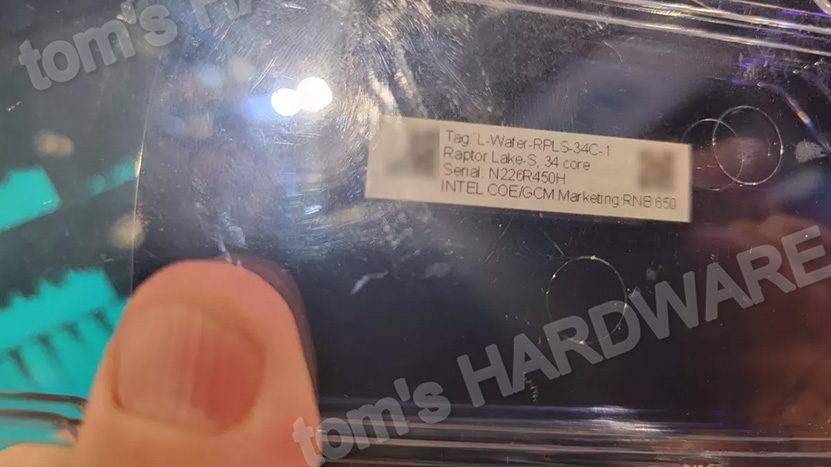 tom's HA
Tag: L-Wafer-RPLS-34C-1
Raptor Lake-S, 34 core
Serial: N226R450H
INTEL COE/GCM Marketing RNB 650
tom's HARDWARE